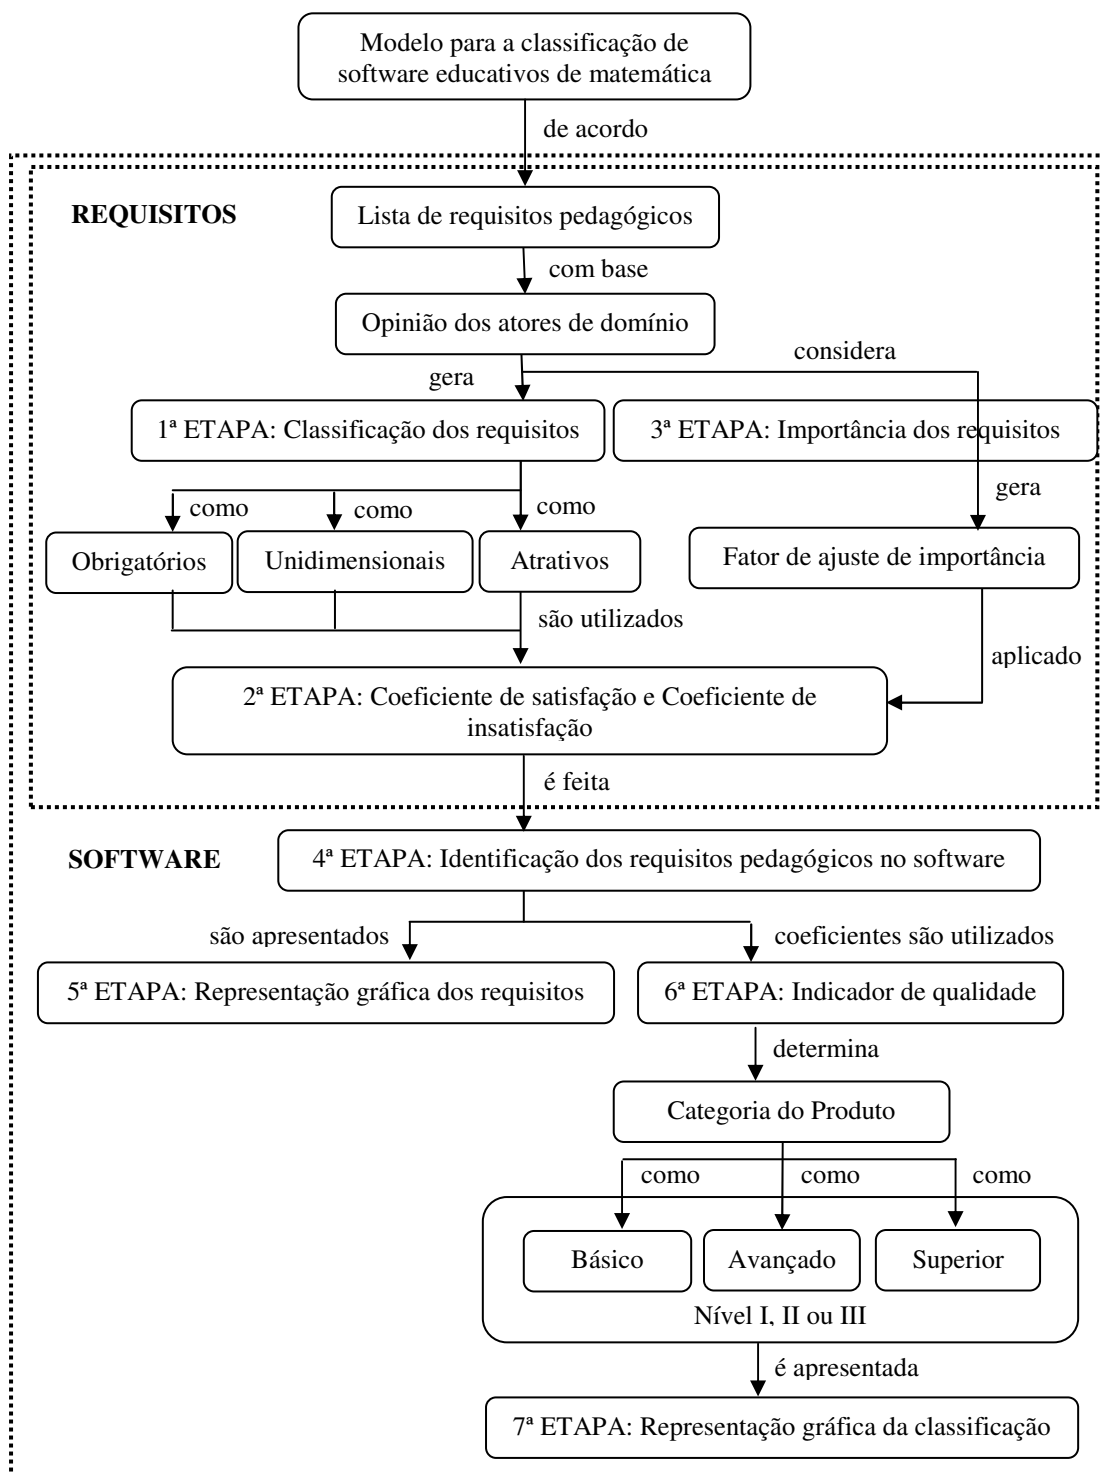 Modelo para a classificação de
software educativos de matemática
de acordo
REQUISITOS
Lista de requisitos pedagógicos
com base
Opinião dos atores de domínio
considera
gera
1ª ETAPA: Classificação dos requisitos
3ª ETAPA: Importância dos requisitos
gera
como
como
como
Obrigatórios
Unidimensionais
Atrativos
Fator de ajuste de importância
são utilizados
aplicado
2ª ETAPA: Coeficiente de satisfação e Coeficiente de
insatisfação
é feita
SOFTWARE
4ª ETAPA: Identificação dos requisitos pedagógicos no software
são apresentados
coeficientes são utilizados
5ª ETAPA: Representação gráfica dos requisitos
6ª ETAPA: Indicador de qualidade
determina
Categoria do Produto
como
como
como
Básico
Avançado
Superior
Nível I, II ou III
é apresentada
7ª ETAPA: Representação gráfica da classificação